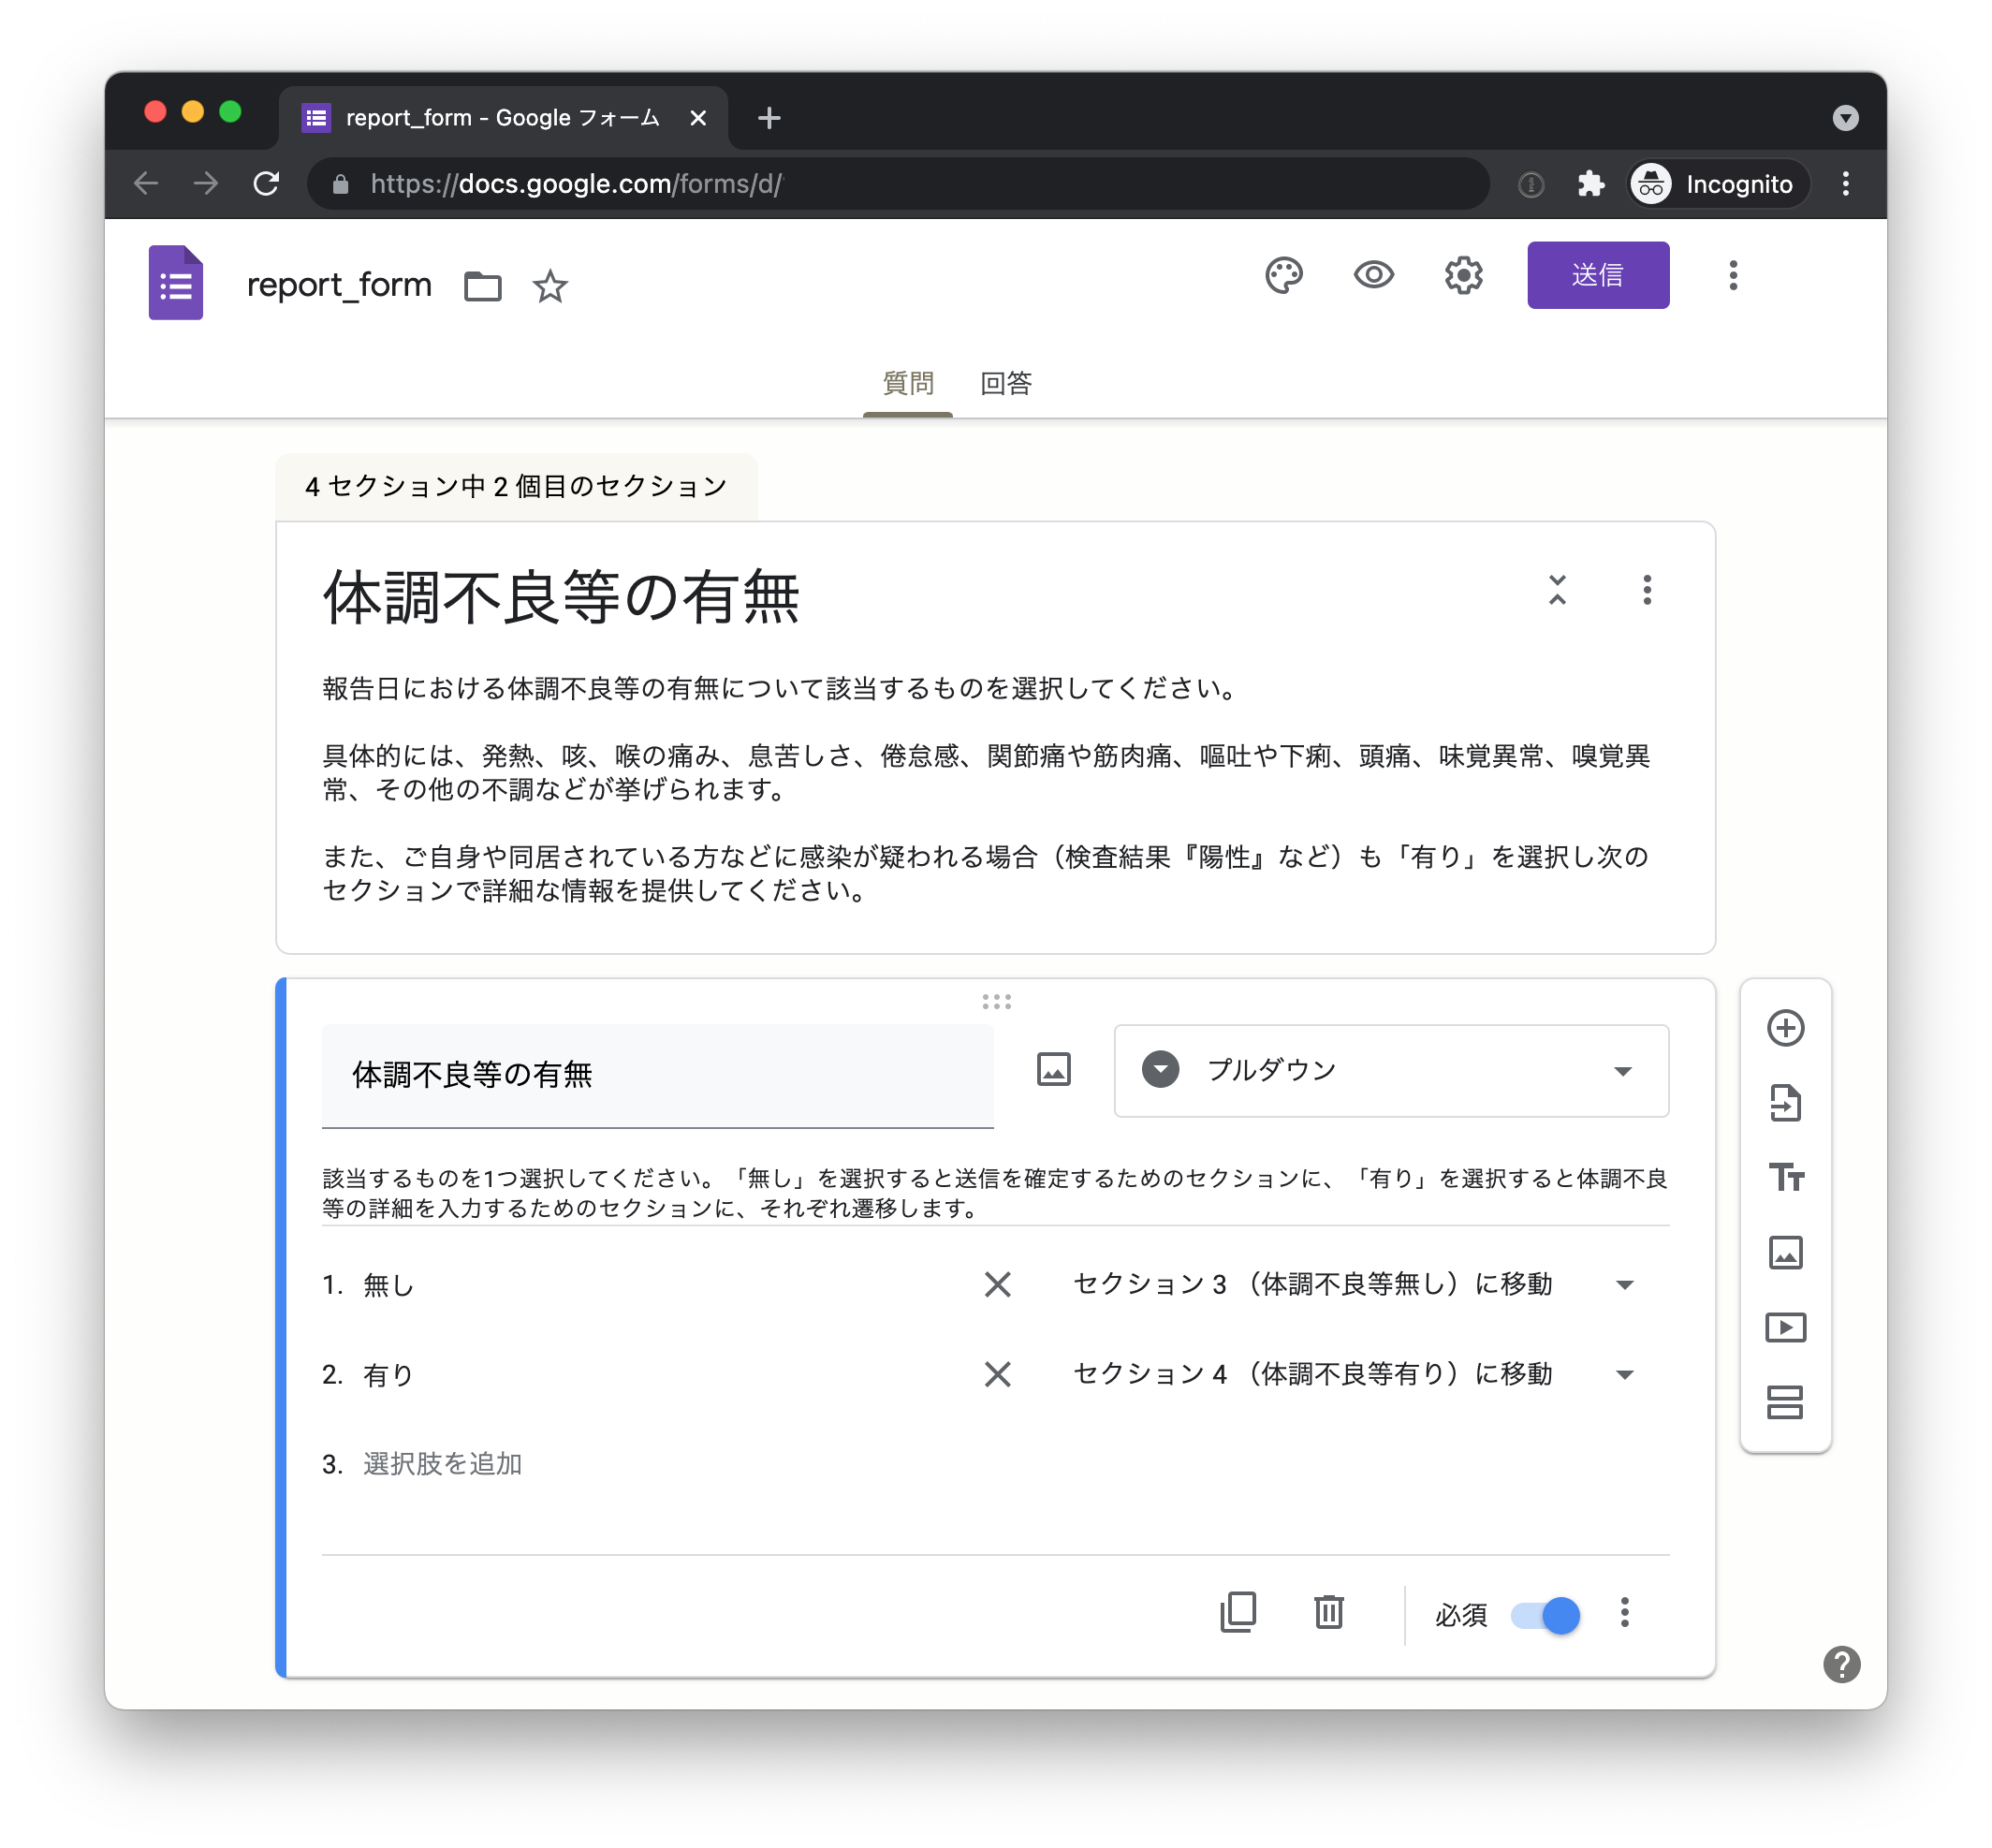 report_form - Google フォーム
https://docs.google.com/forms/d/
Incognito
report_form
送信
質問
回答
4 セクション中 2 個目のセクション
体調不良等の有無
報告日における体調不良等の有無について該当するものを選択してください。
具体的には、発熱、咳、喉の痛み、息苦しさ、倦怠感、関節痛や筋肉痛、嘔吐や下痢、頭痛、味覚異常、嗅覚異
常、その他の不調などが挙げられます。
また、ご自身や同居されている方などに感染が疑われる場合（検査結果『陽性』など）も「有り」を選択し次の
セクションで詳細な情報を提供してください。
体調不良等の有無
プルダウン
該当するものを1つ選択してください。「無し」を選択すると送信を確定するためのセクションに、「有り」を選択すると体調不良
等の詳細を入力するためのセクションに、それぞれ遷移します。
1. 無し
セクション 3 （体調不良等無し）に移動
2. 有り
セクション 4 （体調不良等有り）に移動
3. 選択肢を追加
必須